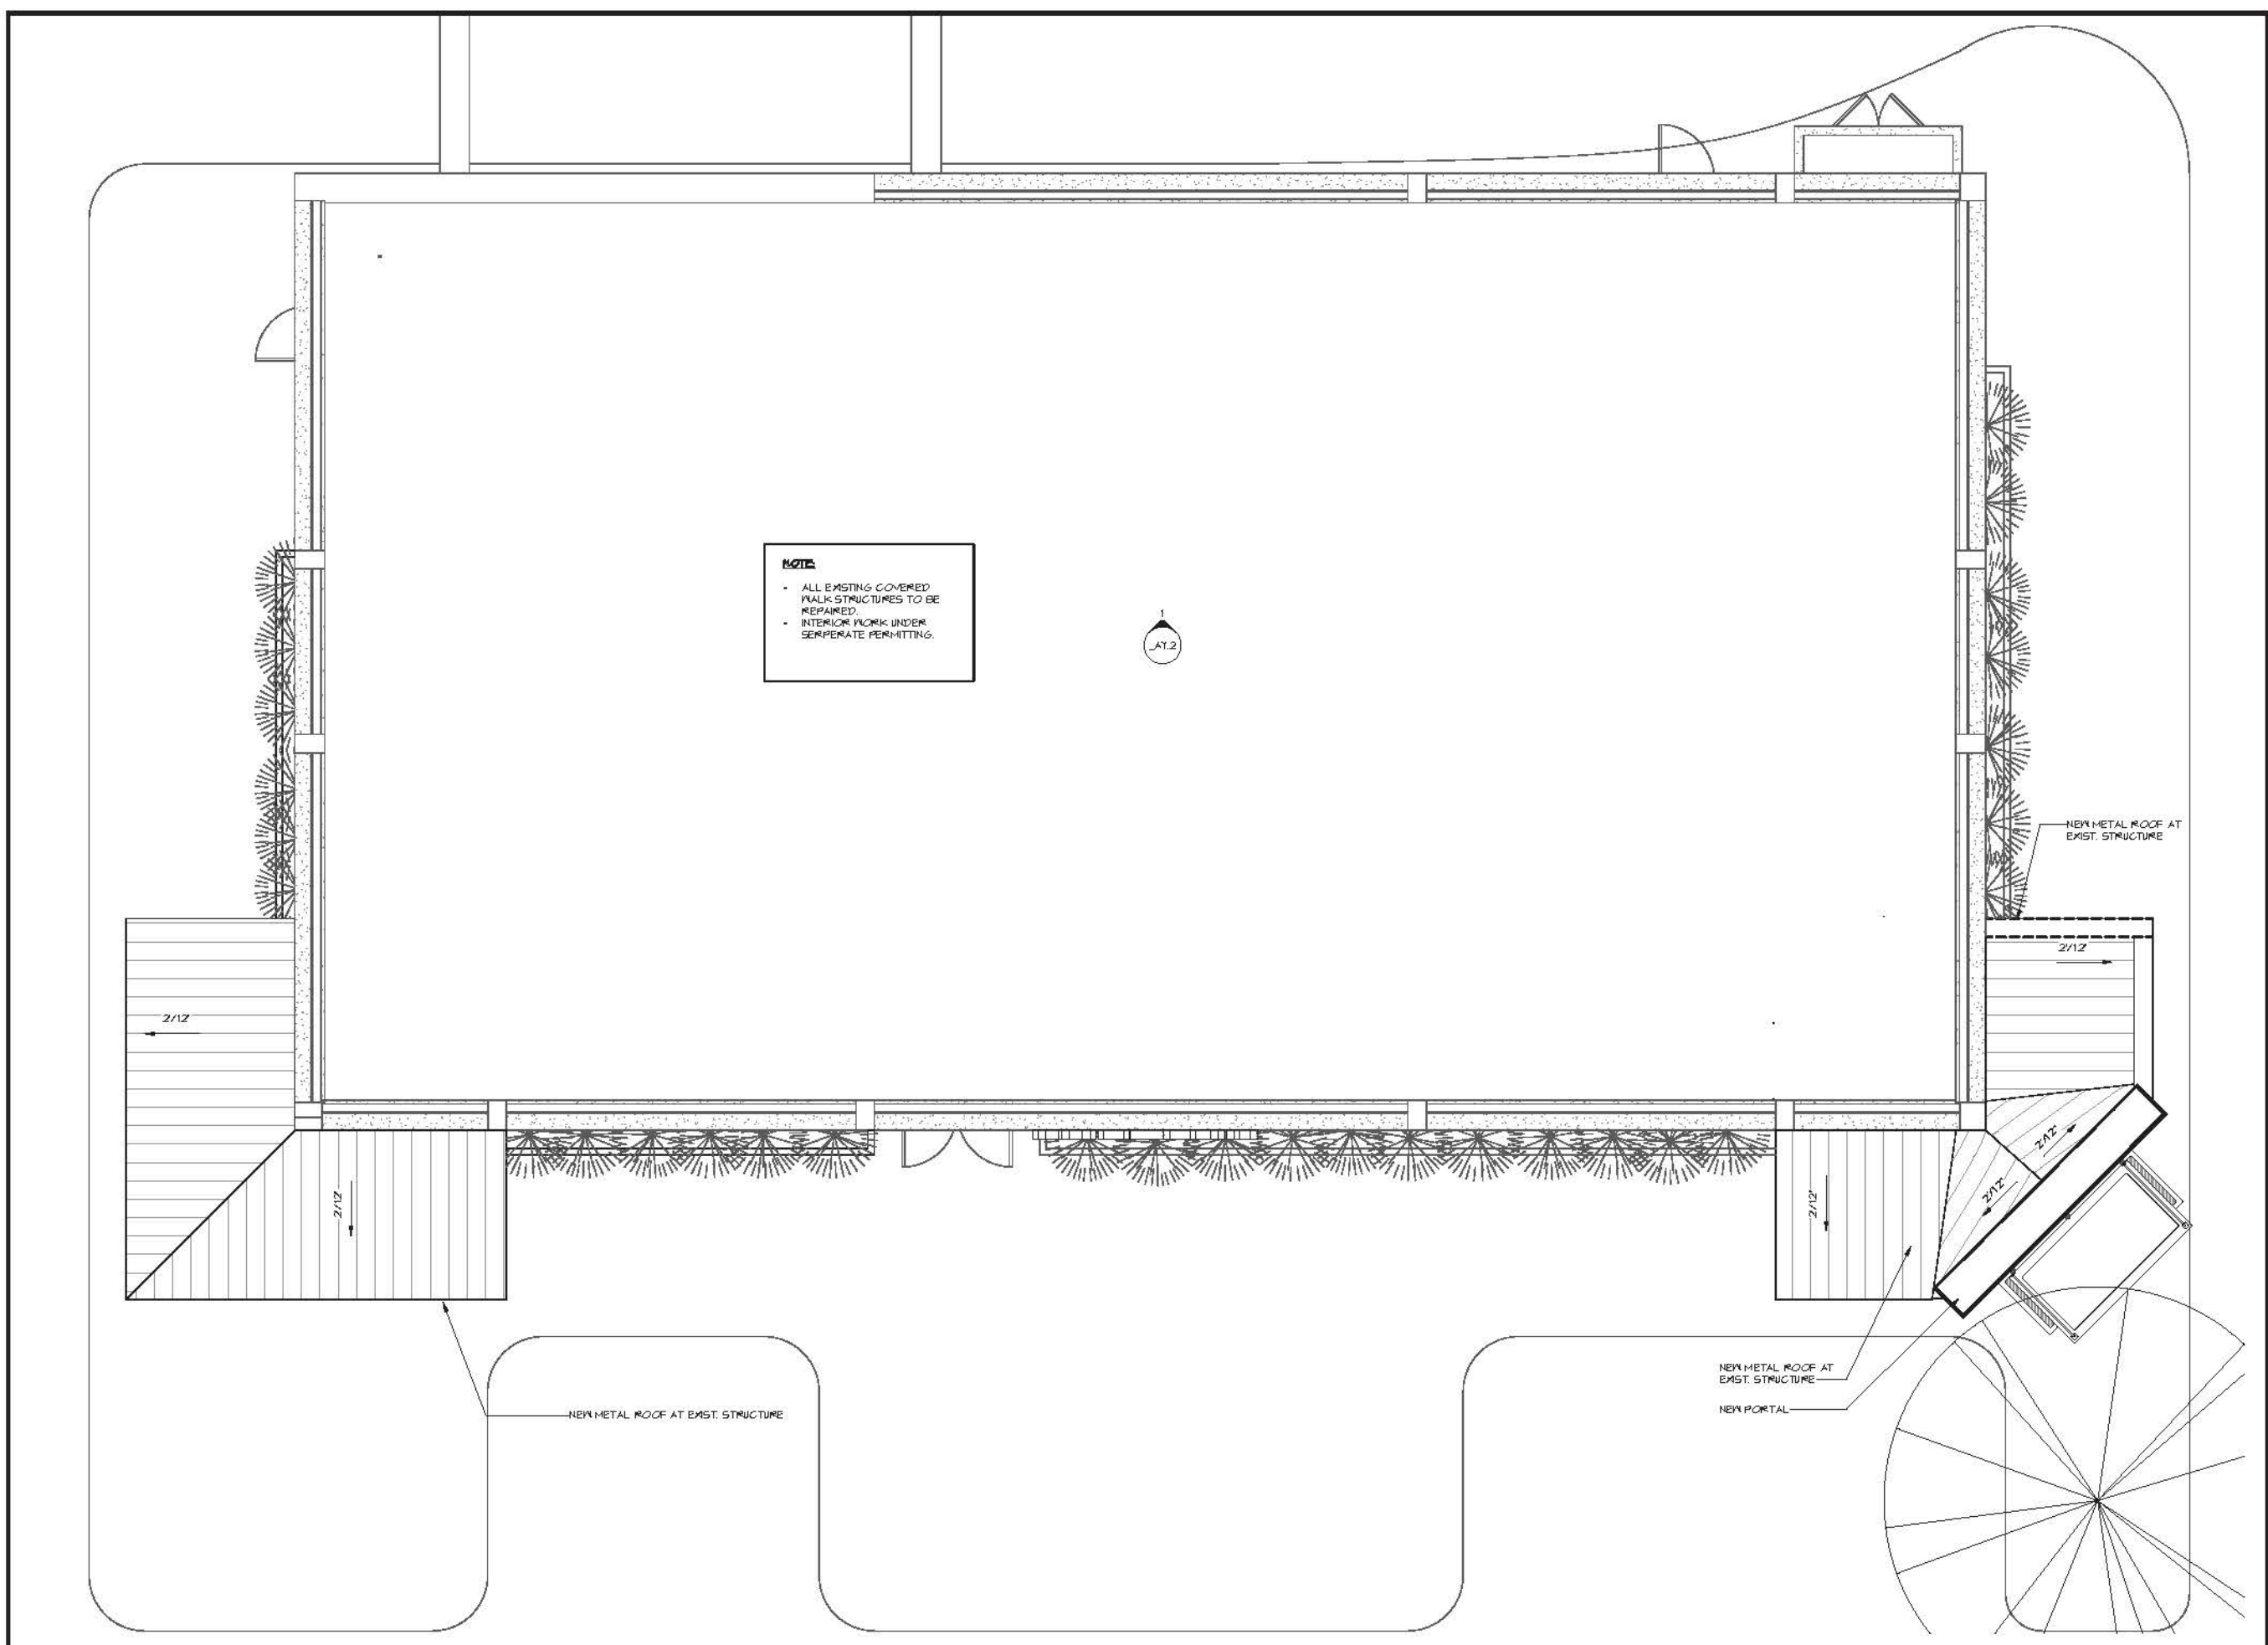 NOTE:
- ALL EXISTING COVERED
WALK STRUCTURES TO BE
REPAIRED.
- INTERIOR WORK UNDER
SERPERATE PERMITTING.
1
_A1.2
NEW METAL ROOF AT
EXIST. STRUCTURE
2/12
2/12
2/12
2/12
2/12
2/12
NEW METAL ROOF AT
EXIST. STRUCTURE
NEW PORTAL
NEW METAL ROOF AT EXIST. STRUCTURE